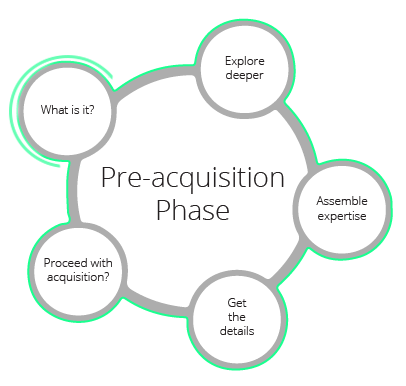 Explore
deeper
What is it?
Pre-acquisition
Phase
Assemble
expertise
Proceed with
acquisition?
Get
the
details